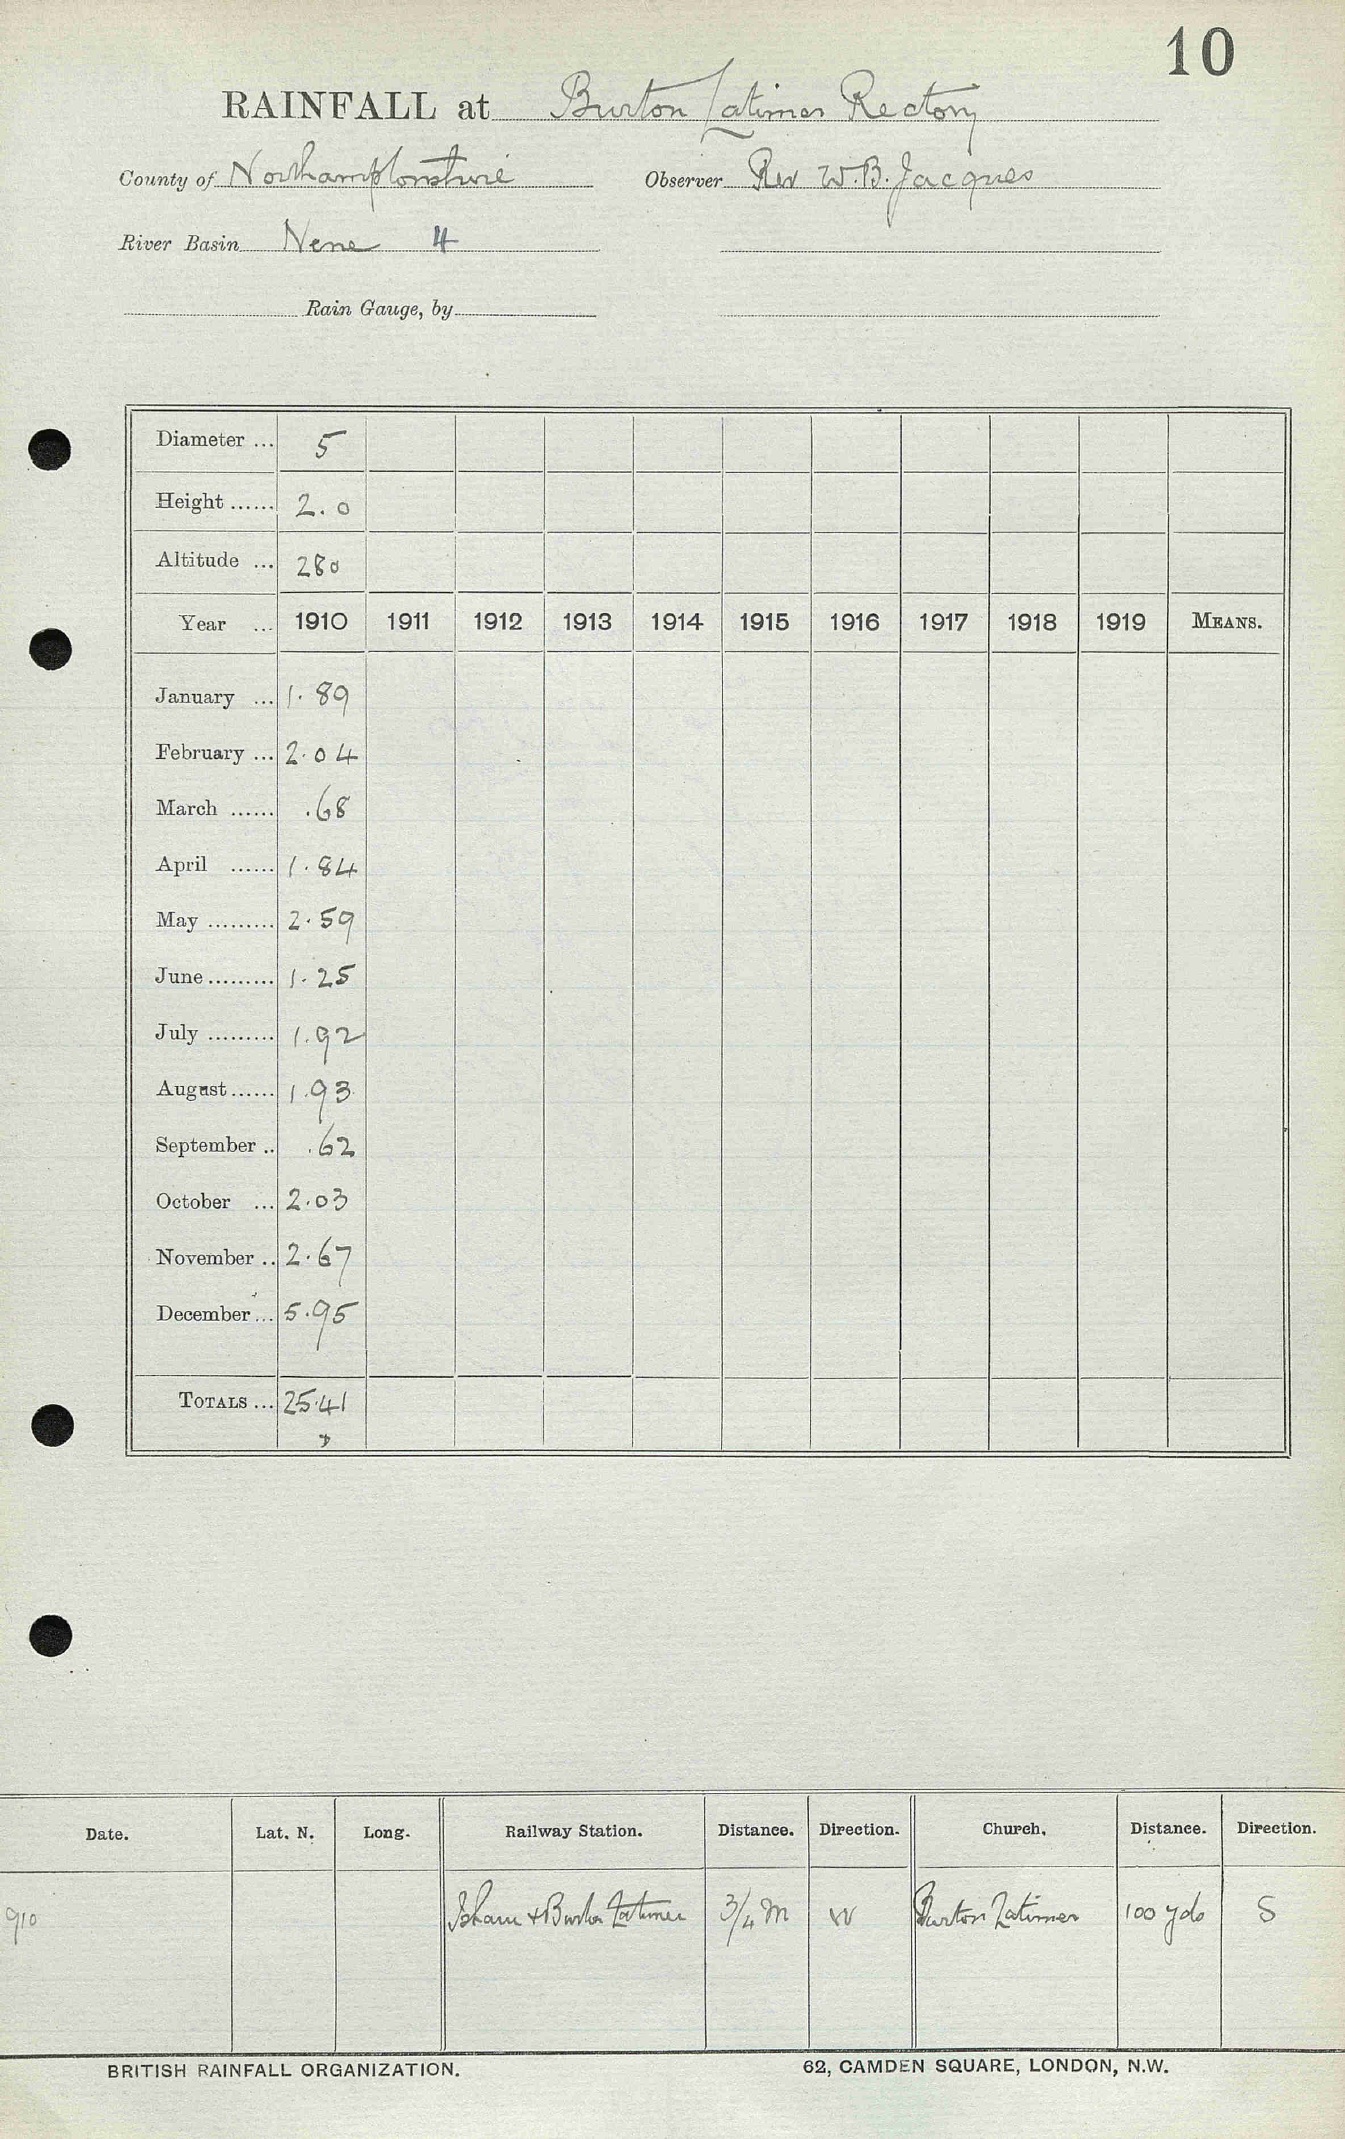 10
RAINFALL at Burton Latimer Rectory
County of Northamptonshire Observer Rev W. B. Jacques
River Basin Nene 4
Rain Gauge, by
Diameter ... 5
Height ...... 2.0
Altitude ... 280
Year ... 1910 1911 1912 1913 1914 1915 1916 1917 1918 1919 MEANS.
January ... 1.89
February ... 2.04
March ...... .68
April ...... 1.84
May ......... 2.59
June ......... 1.25
July ......... 1.92
August ...... 1.93
September .. .62
October ... 2.03
November .. 2.67
December ... 5.95
TOTALS ... 25.41
Date. Lat. N. Long. Railway Station. Distance. Direction. Church. Distance. Direction.
910 Isham + Burton Latimer 3/4 m W Burton Latimer 100 yds S
BRITISH RAINFALL ORGANIZATION. 62, CAMDEN SQUARE, LONDON, N.W.